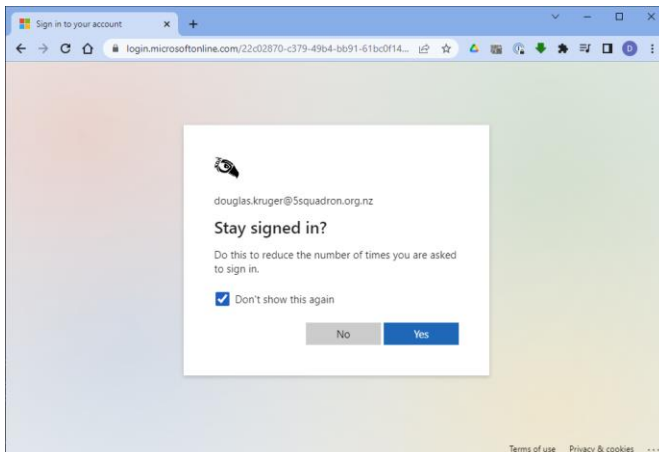 Sign in to your account
login.microsoftonline.com/22c02870-c379-49b4-bb91-61bc0f14...
D
douglas.kruger@5squadron.org.nz
Stay signed in?
Do this to reduce the number of times you are asked
to sign in.
Don't show this again
No Yes
Terms of use Privacy & cookies ...